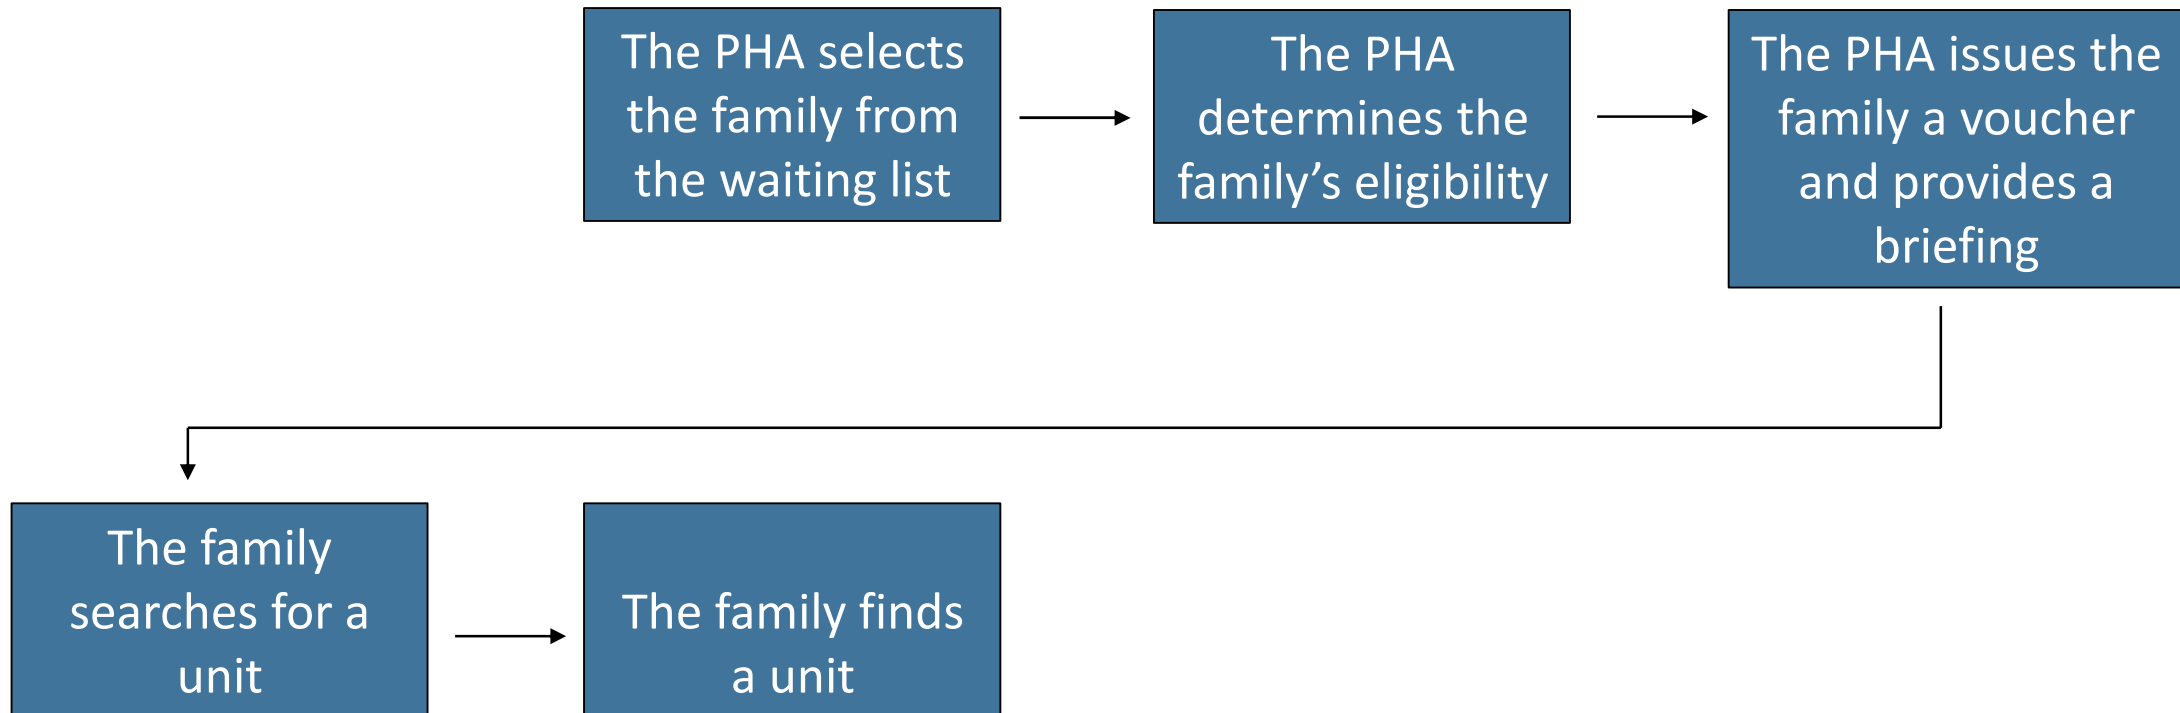 The PHA selects
the family from
the waiting list
The PHA
determines the
family’s eligibility
The PHA issues the
family a voucher
and provides a
briefing
The family
searches for a
unit
The family finds
a unit